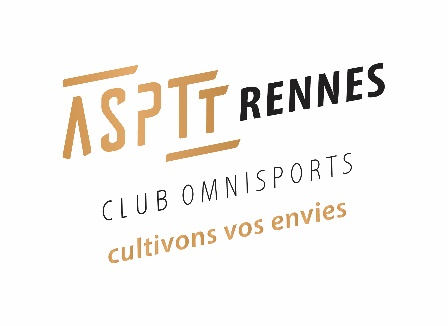 ASPTT RENNES
CLUB OMNISPORTS
cultivons vos envies